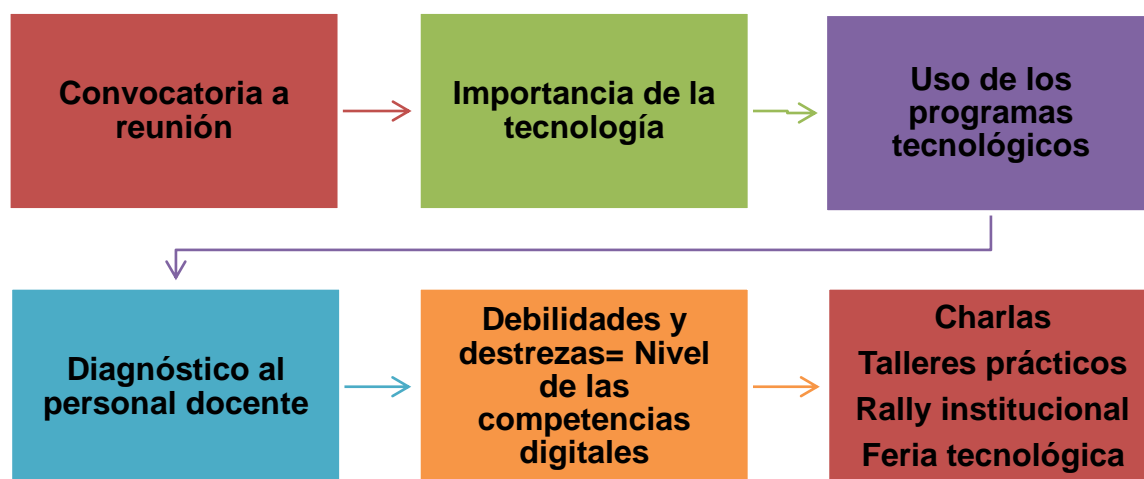 Convocatoria a
reunión
Importancia de la
tecnología
Uso de los
programas
tecnológicos
Diagnóstico al
personal docente
Debilidades y
destrezas= Nivel
de las
competencias
digitales
Charlas
Talleres prácticos
Rally institucional
Feria tecnológica